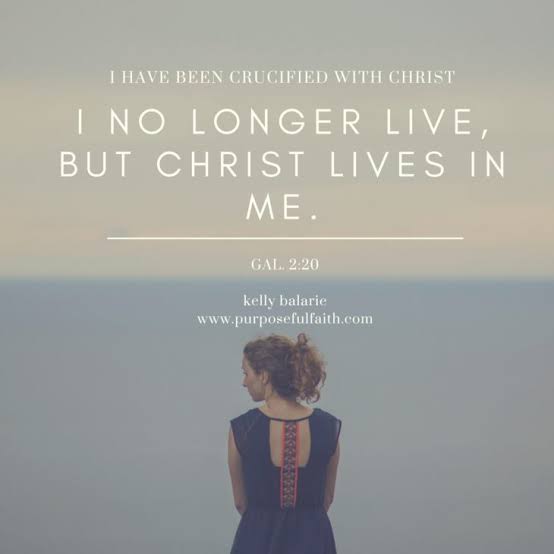 I HAVE BEEN CRUCIFIED WITH CHRIST
I NO LONGER LIVE,
BUT CHRIST LIVES IN
ME.
GAL. 2:20
kelly balarie
www.purposefulfaith.com